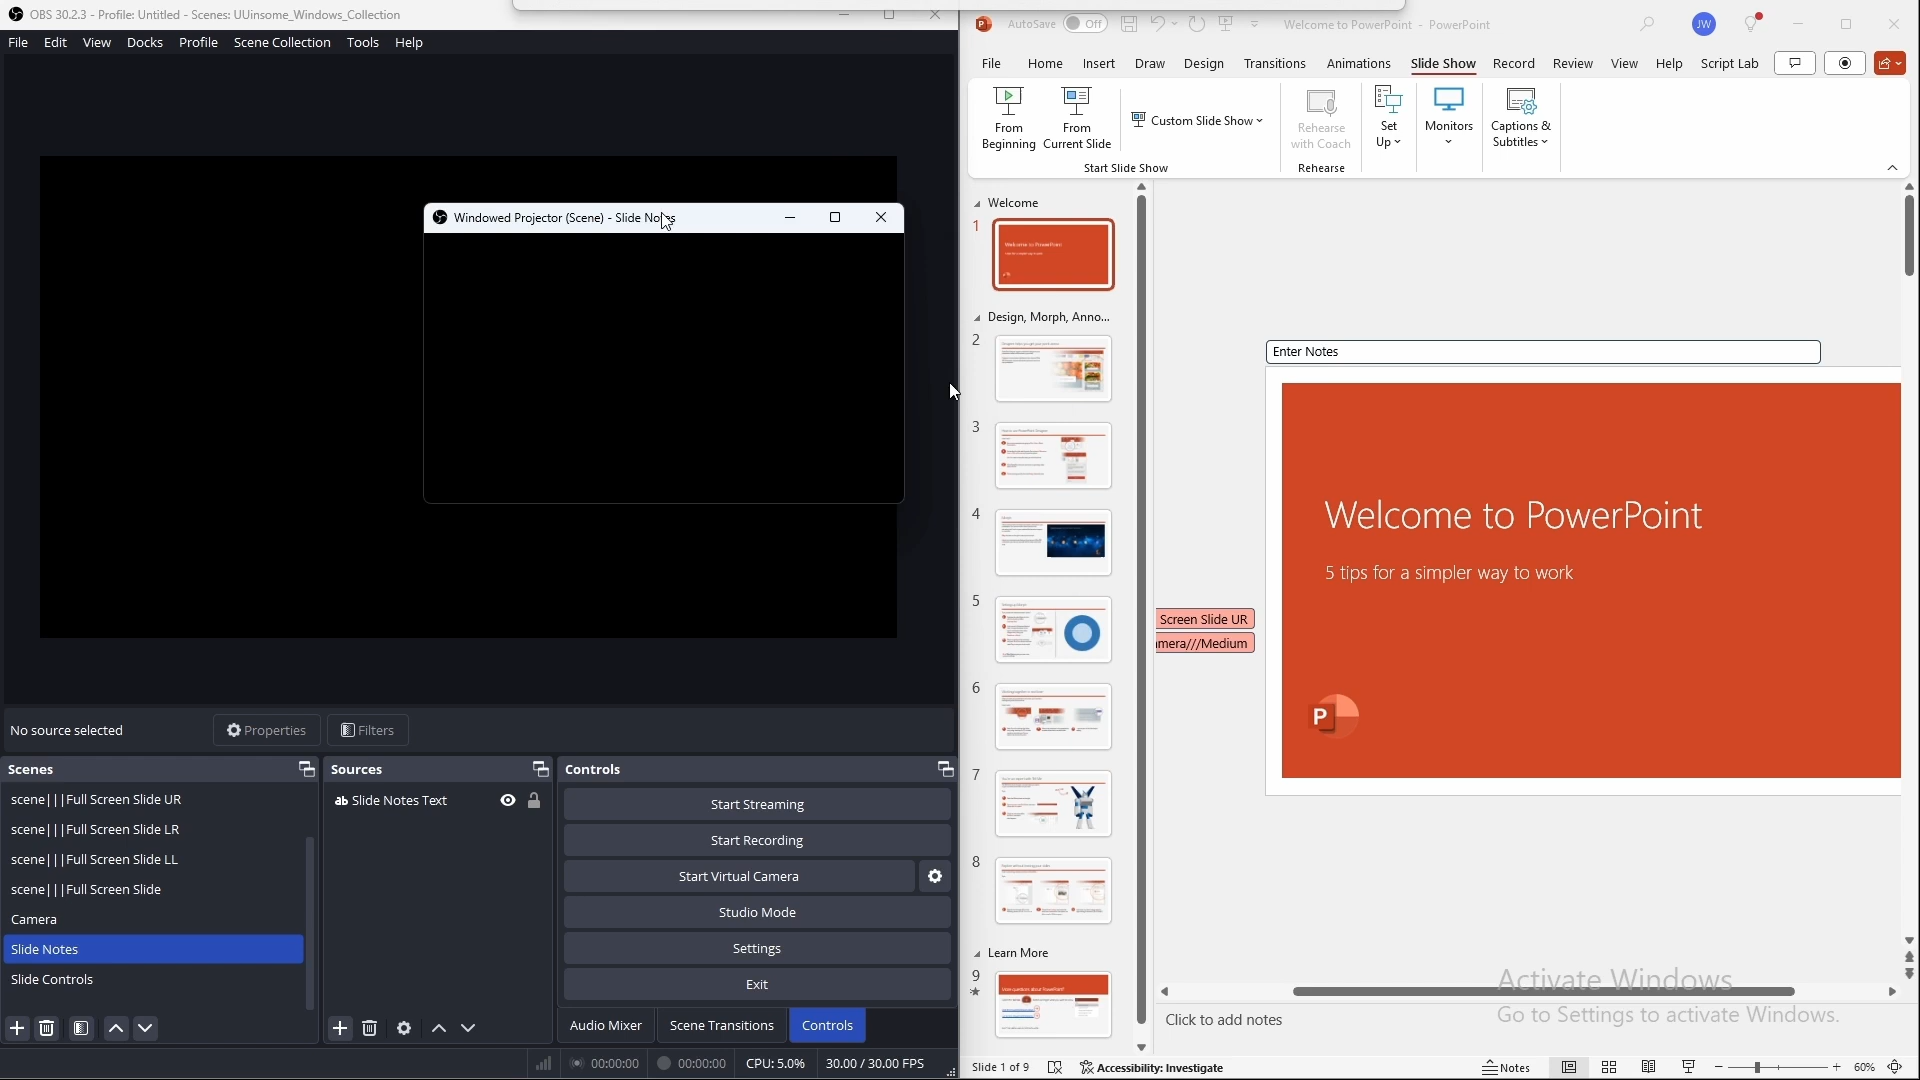 OBS 30.2.3 - Profile: Untitled - Scenes: UUinsome_Windows_Collection
File Edit View Docks Profile Scene Collection Tools Help
Windowed Projector (Scene) - Slide Notes
No source selected
Properties
Filters
Scenes
scene|||Full Screen Slide UR
scene|||Full Screen Slide LR
scene|||Full Screen Slide LL
scene|||Full Screen Slide
Camera
Slide Notes
Slide Controls
Sources
ab Slide Notes Text
Controls
Start Streaming
Start Recording
Start Virtual Camera
Studio Mode
Settings
Exit
Audio Mixer
Scene Transitions
Controls
00:00:00
00:00:00
CPU: 5.0%
30.00 / 30.00 FPS
AutoSave
Off
Welcome to PowerPoint - PowerPoint
JW
File Home Insert Draw Design Transitions Animations Slide Show Record Review View Help Script Lab
From Beginning
From Current Slide
Custom Slide Show
Start Slide Show
Rehearse with Coach
Rehearse
Set Up
Monitors
Captions & Subtitles
Welcome
1
Welcome to PowerPoint
Design, Morph, Anno...
2
3
4
5
6
7
8
Learn More
9
Enter Notes
Welcome to PowerPoint
5 tips for a simpler way to work
P
Screen Slide UR
amera///Medium
Click to add notes
Activate Windows
Go to Settings to activate Windows.
Slide 1 of 9
Accessibility: Investigate
Notes
60%